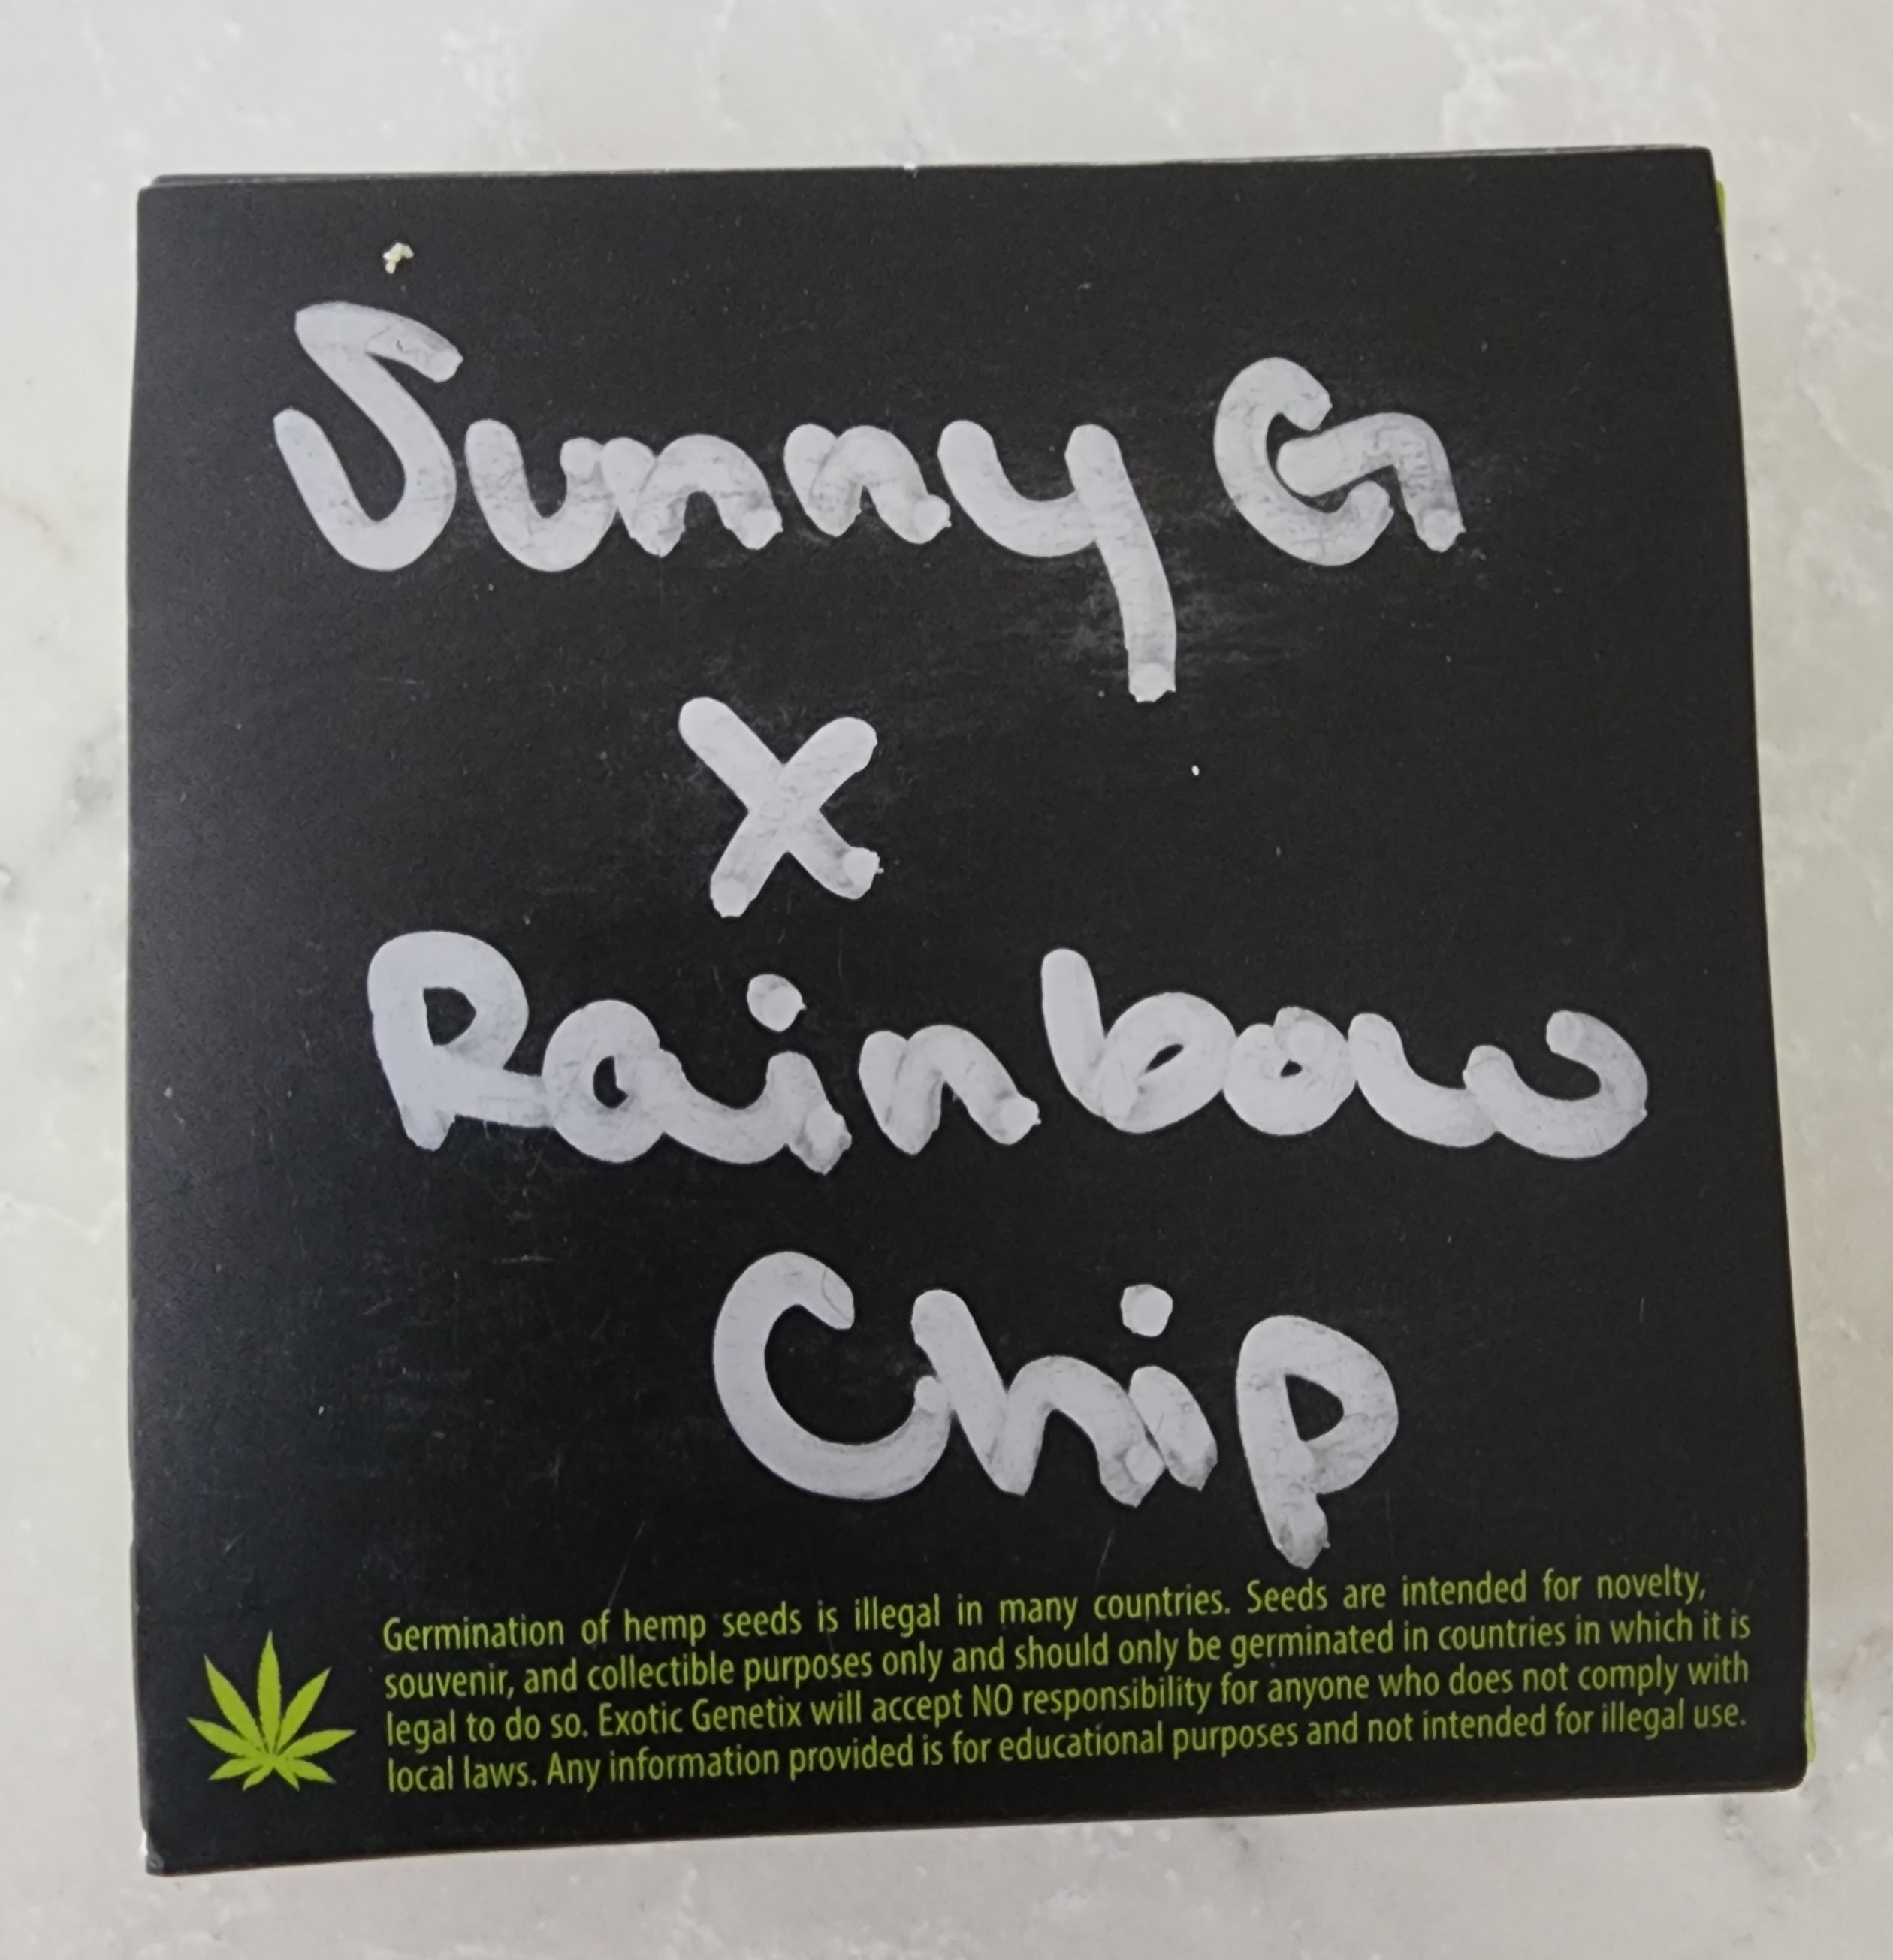 Sunny G
X
Rainbow
Chip
Germination of hemp seeds is illegal in many countries. Seeds are intended for novelty,
souvenir, and collectible purposes only and should only be germinated in countries in which it is
legal to do so. Exotic Genetix will accept NO responsibility for anyone who does not comply with
local laws. Any information provided is for educational purposes and not intended for illegal use.